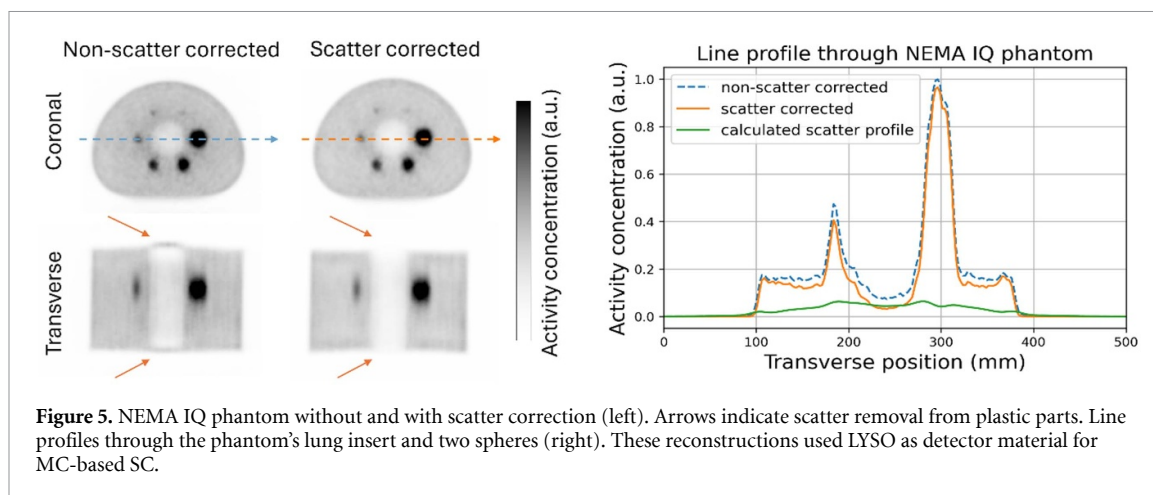 Non-scatter corrected
Scatter corrected
Coronal
Transverse
Activity concentration (a.u.)
Line profile through NEMA IQ phantom
non-scatter corrected
scatter corrected
calculated scatter profile
Activity concentration (a.u.)
1.0
0.8
0.6
0.4
0.2
0.0
0
100
200
300
400
500
Transverse position (mm)
Figure 5. NEMA IQ phantom without and with scatter correction (left). Arrows indicate scatter removal from plastic parts. Line
profiles through the phantom's lung insert and two spheres (right). These reconstructions used LYSO as detector material for
MC-based SC.